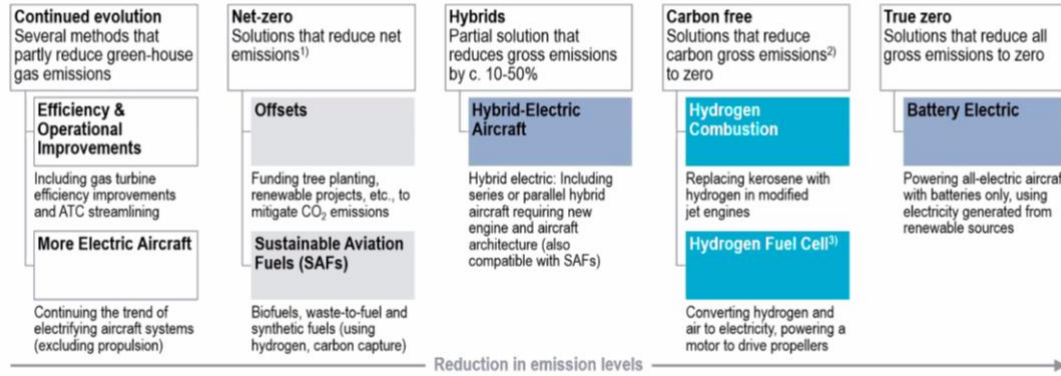 Continued evolution
Several methods that
partly reduce green-house
gas emissions
Efficiency &
Operational
Improvements
Including gas turbine
efficiency improvements
and ATC streamlining
More Electric Aircraft
Continuing the trend of
electrifying aircraft systems
(excluding propulsion)
Net-zero
Solutions that reduce net
emissions1)
Offsets
Funding tree planting,
renewable projects, etc., to
mitigate CO2 emissions
Sustainable Aviation
Fuels (SAFs)
Biofuels, waste-to-fuel and
synthetic fuels (using
hydrogen, carbon capture)
Hybrids
Partial solution that
reduces gross emissions
by c. 10-50%
Hybrid-Electric
Aircraft
Hybrid electric: Including
series or parallel hybrid
aircraft requiring new
engine and aircraft
architecture (also
compatible with SAFs)
Carbon free
Solutions that reduce
carbon gross emissions2)
to zero
Hydrogen
Combustion
Replacing kerosene with
hydrogen in modified
jet engines
Hydrogen Fuel Cell3)
Converting hydrogen and
air to electricity, powering a
motor to drive propellers
True zero
Solutions that reduce all
gross emissions to zero
Battery Electric
Powering all-electric aircraft
with batteries only, using
electricity generated from
renewable sources
Reduction in emission levels